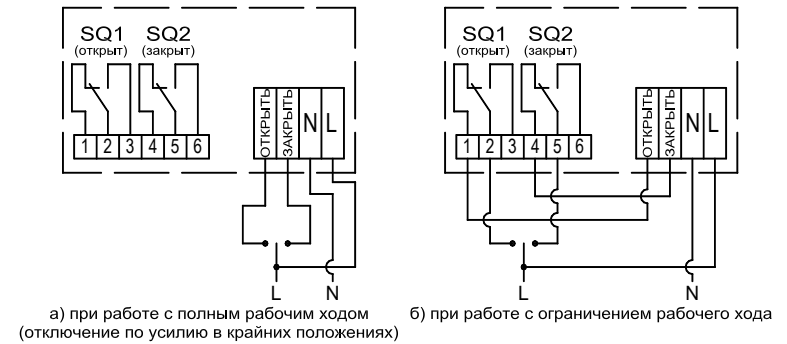 SQ1 SQ2
(открыт) (закрыт)
ОТКРЫТЬ ЗАКРЫТЬ N L
1 2 3 4 5 6
L N
а) при работе с полным рабочим ходом
(отключение по усилию в крайних положениях)
SQ1 SQ2
(открыт) (закрыт)
ОТКРЫТЬ ЗАКРЫТЬ N L
1 2 3 4 5 6
L N
б) при работе с ограничением рабочего хода